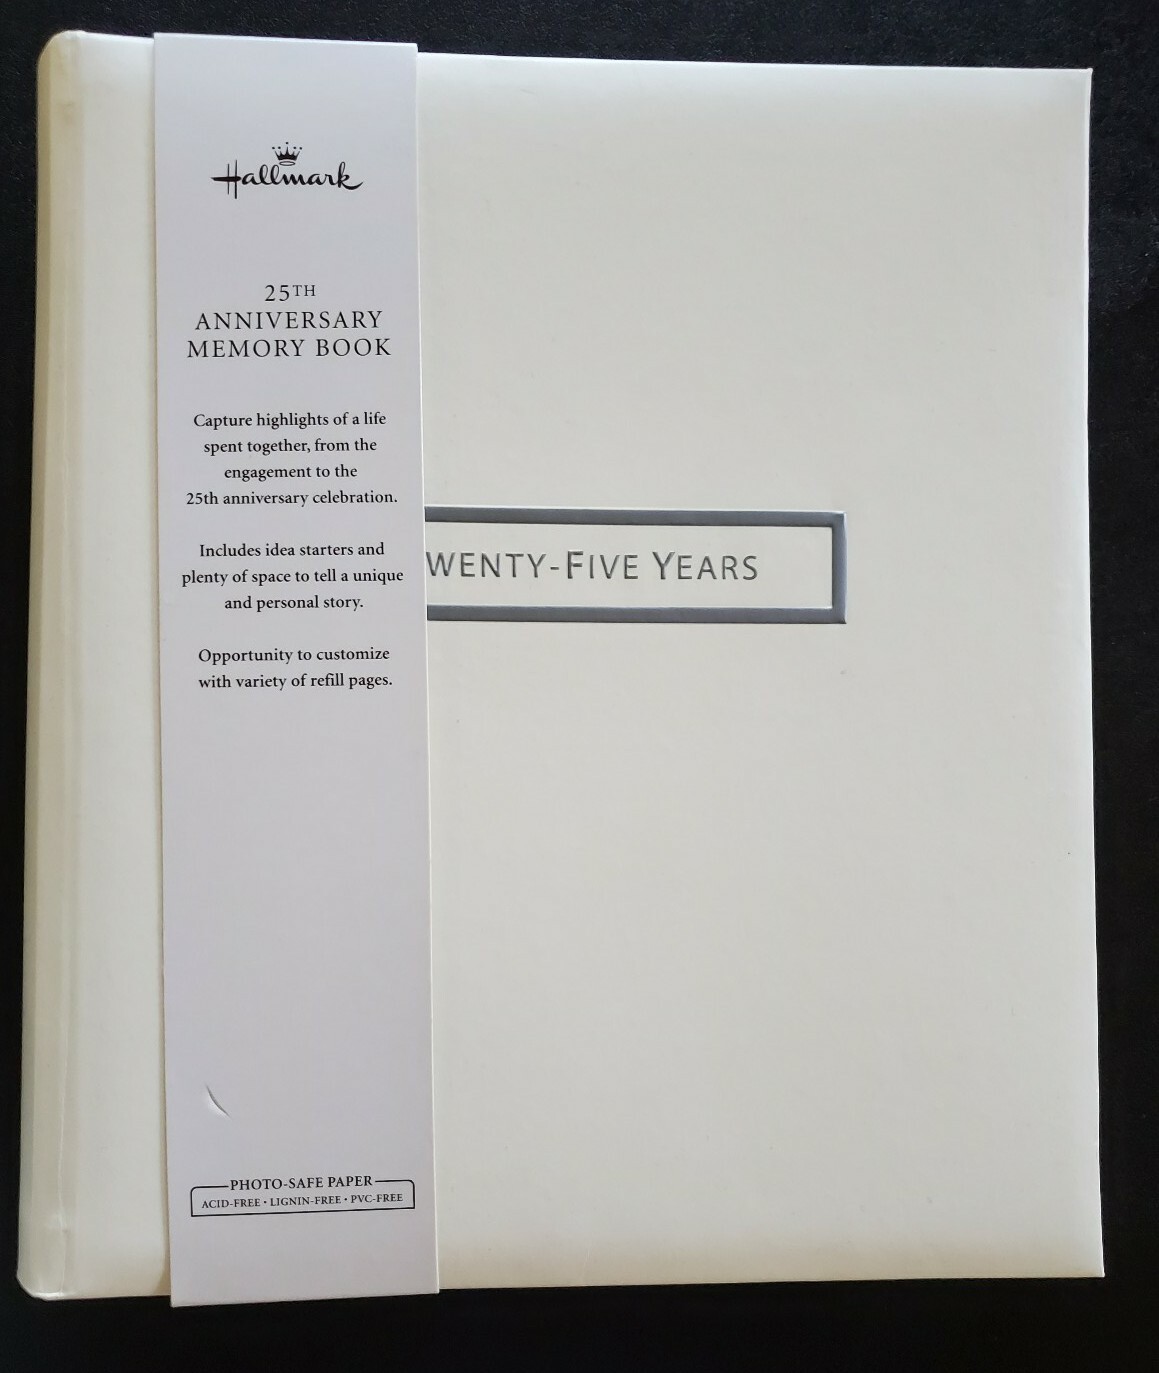 Hallmark
25TH
ANNIVERSARY
MEMORY BOOK
Capture highlights of a life
spent together, from the
engagement to the
25th anniversary celebration.
Includes idea starters and
plenty of space to tell a unique
and personal story.
Opportunity to customize
with variety of refill pages.
PHOTO-SAFE PAPER
ACID-FREE • LIGNIN-FREE • PVC-FREE
WENTY-FIVE YEARS